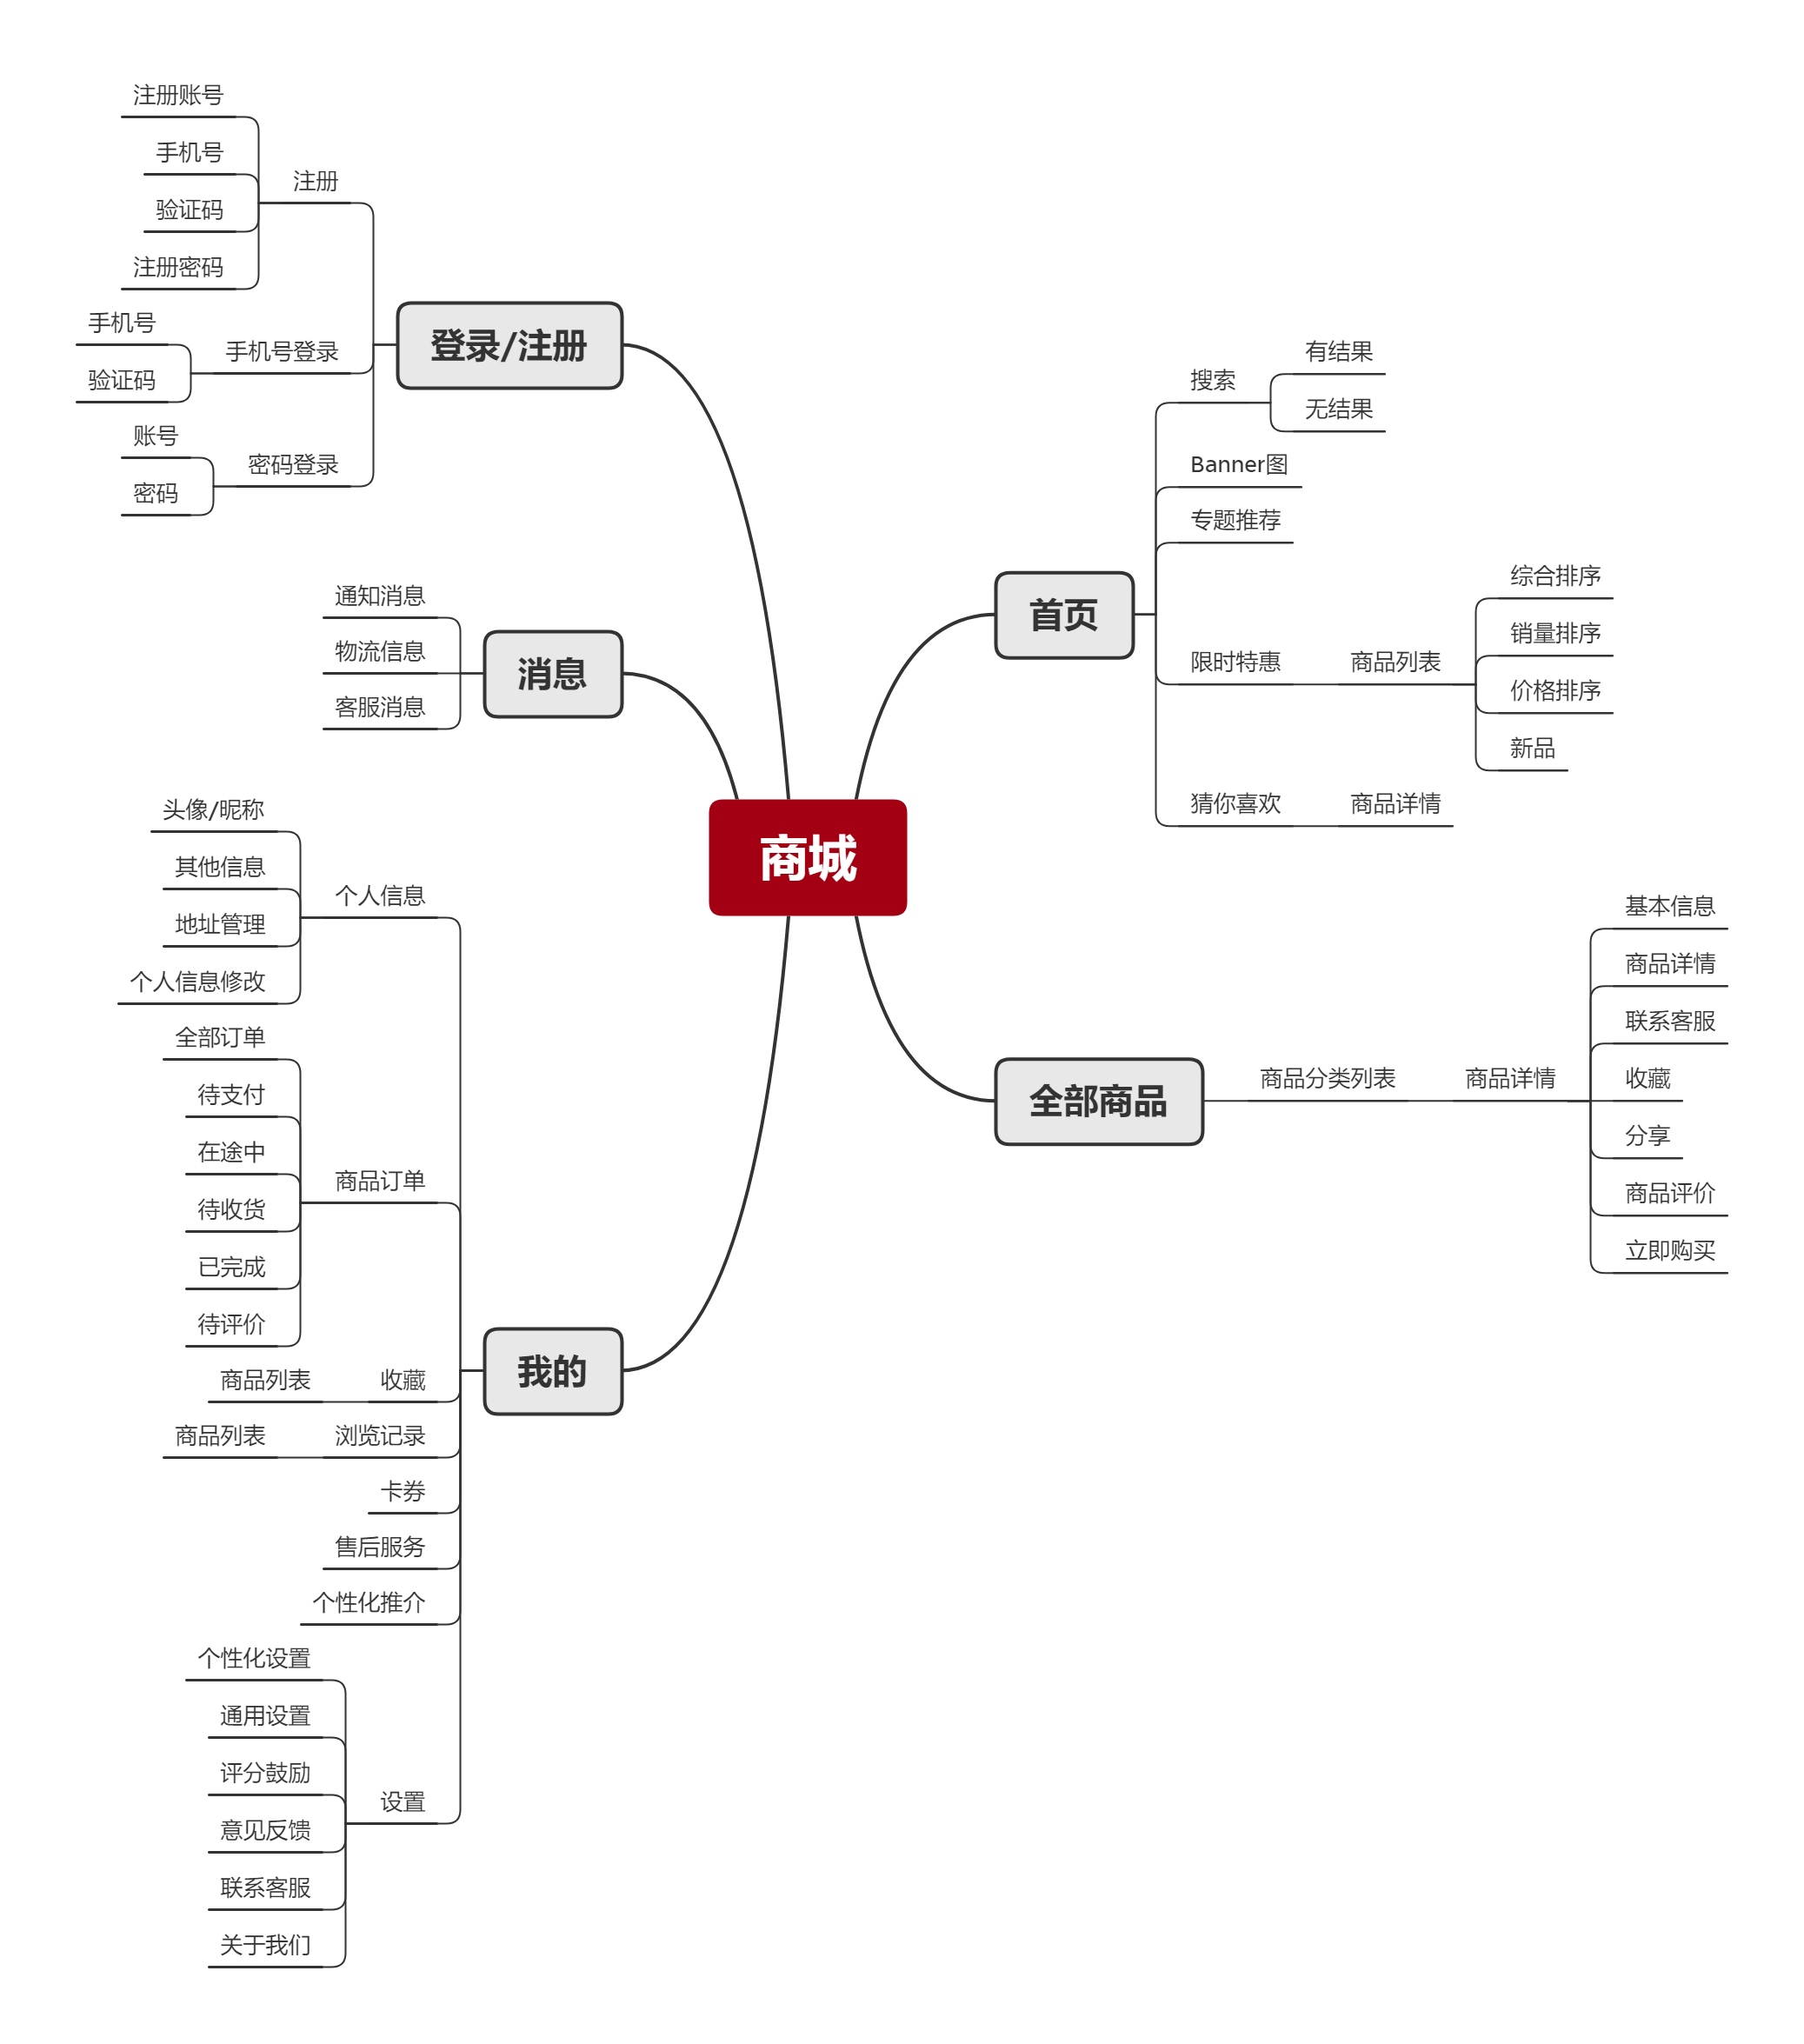 商城
登录/注册
注册
注册账号
手机号
验证码
注册密码
手机号登录
手机号
验证码
密码登录
账号
密码
消息
通知消息
物流信息
客服消息
我的
个人信息
头像/昵称
其他信息
地址管理
个人信息修改
商品订单
全部订单
待支付
在途中
待收货
已完成
待评价
收藏
商品列表
浏览记录
商品列表
卡券
售后服务
个性化推介
设置
个性化设置
通用设置
评分鼓励
意见反馈
联系客服
关于我们
首页
搜索
有结果
无结果
Banner图
专题推荐
限时特惠
商品列表
综合排序
销量排序
价格排序
新品
猜你喜欢
商品详情
全部商品
商品分类列表
商品详情
基本信息
商品详情
联系客服
收藏
分享
商品评价
立即购买